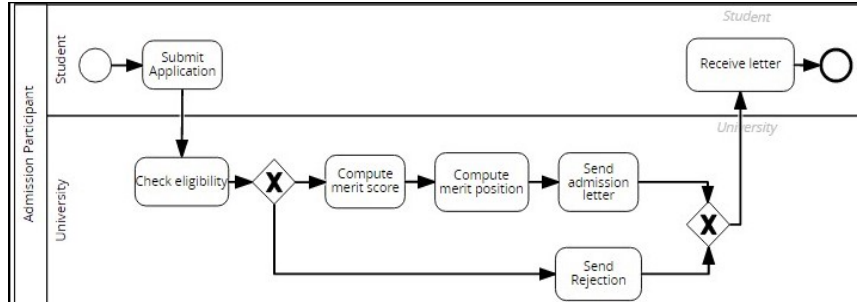 Student
Admission Participant
Student
Submit
Application
Receive letter
University
University
Check eligibility
X
Compute
merit score
Compute
merit position
Send
admission
letter
X
Send
Rejection